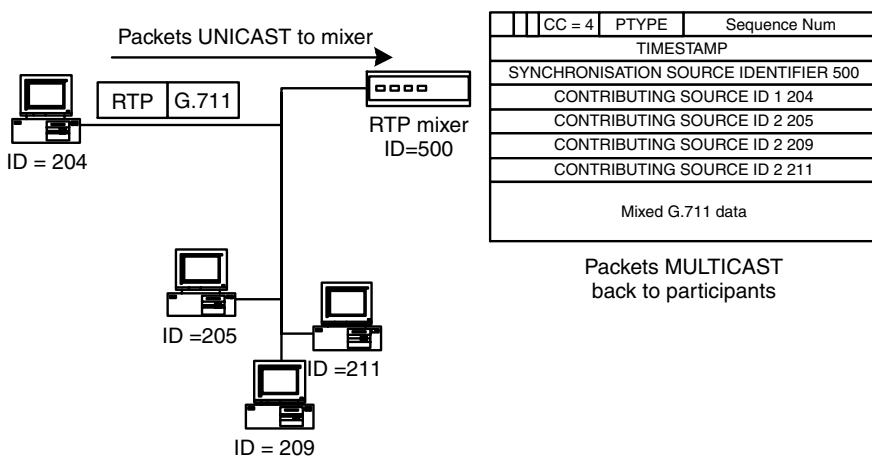 Packets UNICAST to mixer
RTP G.711
ID = 204
RTP mixer
ID=500
ID =205
ID =211
ID = 209
CC = 4 PTYPE Sequence Num
TIMESTAMP
SYNCHRONISATION SOURCE IDENTIFIER 500
CONTRIBUTING SOURCE ID 1 204
CONTRIBUTING SOURCE ID 2 205
CONTRIBUTING SOURCE ID 2 209
CONTRIBUTING SOURCE ID 2 211
Mixed G.711 data
Packets MULTICAST
back to participants